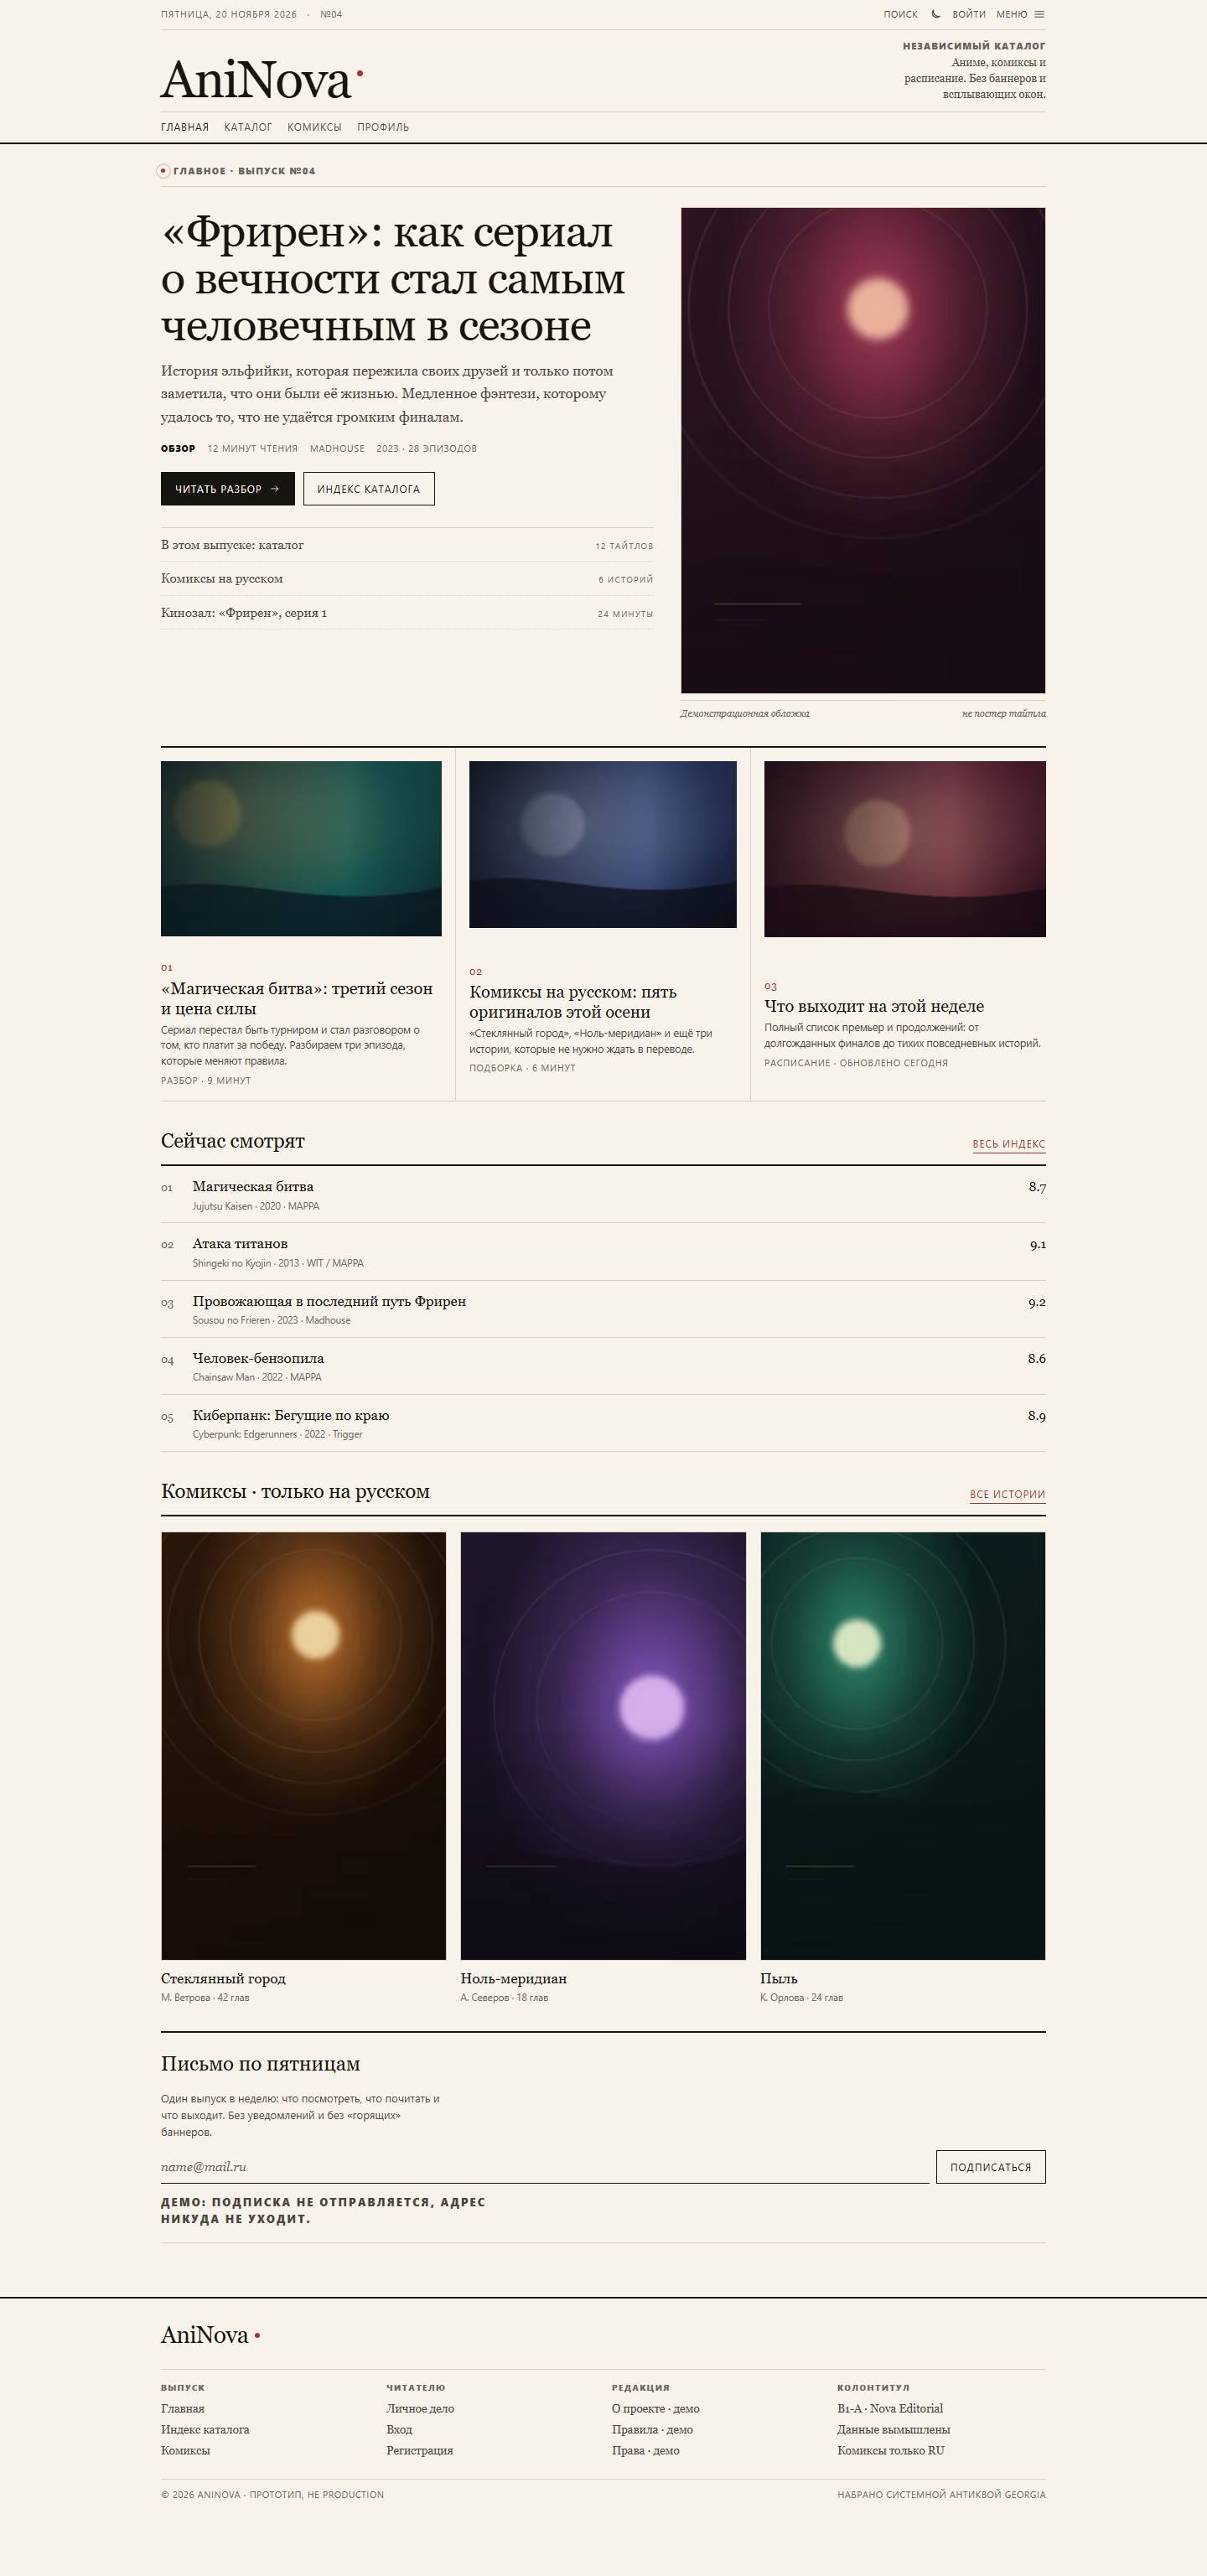 ПЯТНИЦА, 20 НОЯБРЯ 2026 · №04
ПОИСК ВОЙТИ МЕНЮ
AniNova
НЕЗАВИСИМЫЙ КАТАЛОГ
Аниме, комиксы и
расписание. Без баннеров и
всплывающих окон.
ГЛАВНАЯ КАТАЛОГ КОМИКСЫ ПРОФИЛЬ
ГЛАВНОЕ · ВЫПУСК №04
«Фрирен»: как сериал
о вечности стал самым
человечным в сезоне
История эльфийки, которая пережила своих друзей и только потом
заметила, что они были её жизнью. Медленное фэнтези, которому
удалось то, что не удаётся громким финалам.
ОБЗОР 12 МИНУТ ЧТЕНИЯ MADHOUSE 2023 · 28 ЭПИЗОДОВ
ЧИТАТЬ РАЗБОР →
ИНДЕКС КАТАЛОГА
В этом выпуске: каталог 12 ТАЙТЛОВ
Комиксы на русском 6 ИСТОРИЙ
Кинозал: «Фрирен», серия 1 24 МИНУТЫ
Демонстрационная обложка не постер тайтла
01
«Магическая битва»: третий сезон
и цена силы
Сериал перестал быть турниром и стал разговором о
том, кто платит за победу. Разбираем три эпизода,
которые меняют правила.
РАЗБОР · 9 МИНУТ
02
Комиксы на русском: пять
оригиналов этой осени
«Стеклянный город», «Ноль-меридиан» и ещё три
истории, которые не нужно ждать в переводе.
ПОДБОРКА · 6 МИНУТ
03
Что выходит на этой неделе
Полный список премьер и продолжений: от
долгожданных финалов до тихих повседневных историй.
РАСПИСАНИЕ · ОБНОВЛЕНО СЕГОДНЯ
Сейчас смотрят ВЕСЬ ИНДЕКС
01 Магическая битва 8.7
Jujutsu Kaisen · 2020 · MAPPA
02 Атака титанов 9.1
Shingeki no Kyojin · 2013 · WIT / MAPPA
03 Провожающая в последний путь Фрирен 9.2
Sousou no Frieren · 2023 · Madhouse
04 Человек-бензопила 8.6
Chainsaw Man · 2022 · MAPPA
05 Киберпанк: Бегущие по краю 8.9
Cyberpunk: Edgerunners · 2022 · Trigger
Комиксы · только на русском ВСЕ ИСТОРИИ
Стеклянный город
М. Ветрова · 42 глав
Ноль-меридиан
А. Северов · 18 глав
Пыль
К. Орлова · 24 глав
Письмо по пятницам
Один выпуск в неделю: что посмотреть, что почитать и
что выходит. Без уведомлений и без «горящих»
баннеров.
name@mail.ru
ПОДПИСАТЬСЯ
ДЕМО: ПОДПИСКА НЕ ОТПРАВЛЯЕТСЯ, АДРЕС
НИКУДА НЕ УХОДИТ.
AniNova
ВЫПУСК
Главная
Индекс каталога
Комиксы
ЧИТАТЕЛЮ
Личное дело
Вход
Регистрация
РЕДАКЦИЯ
О проекте · демо
Правила · демо
Права · демо
КОЛОНТИТУЛ
B1-A · Nova Editorial
Данные вымышлены
Комиксы только RU
© 2026 ANINOVA · ПРОТОТИП, НЕ PRODUCTION
НАБРАНО СИСТЕМНОЙ АНТИКВОЙ GEORGIA